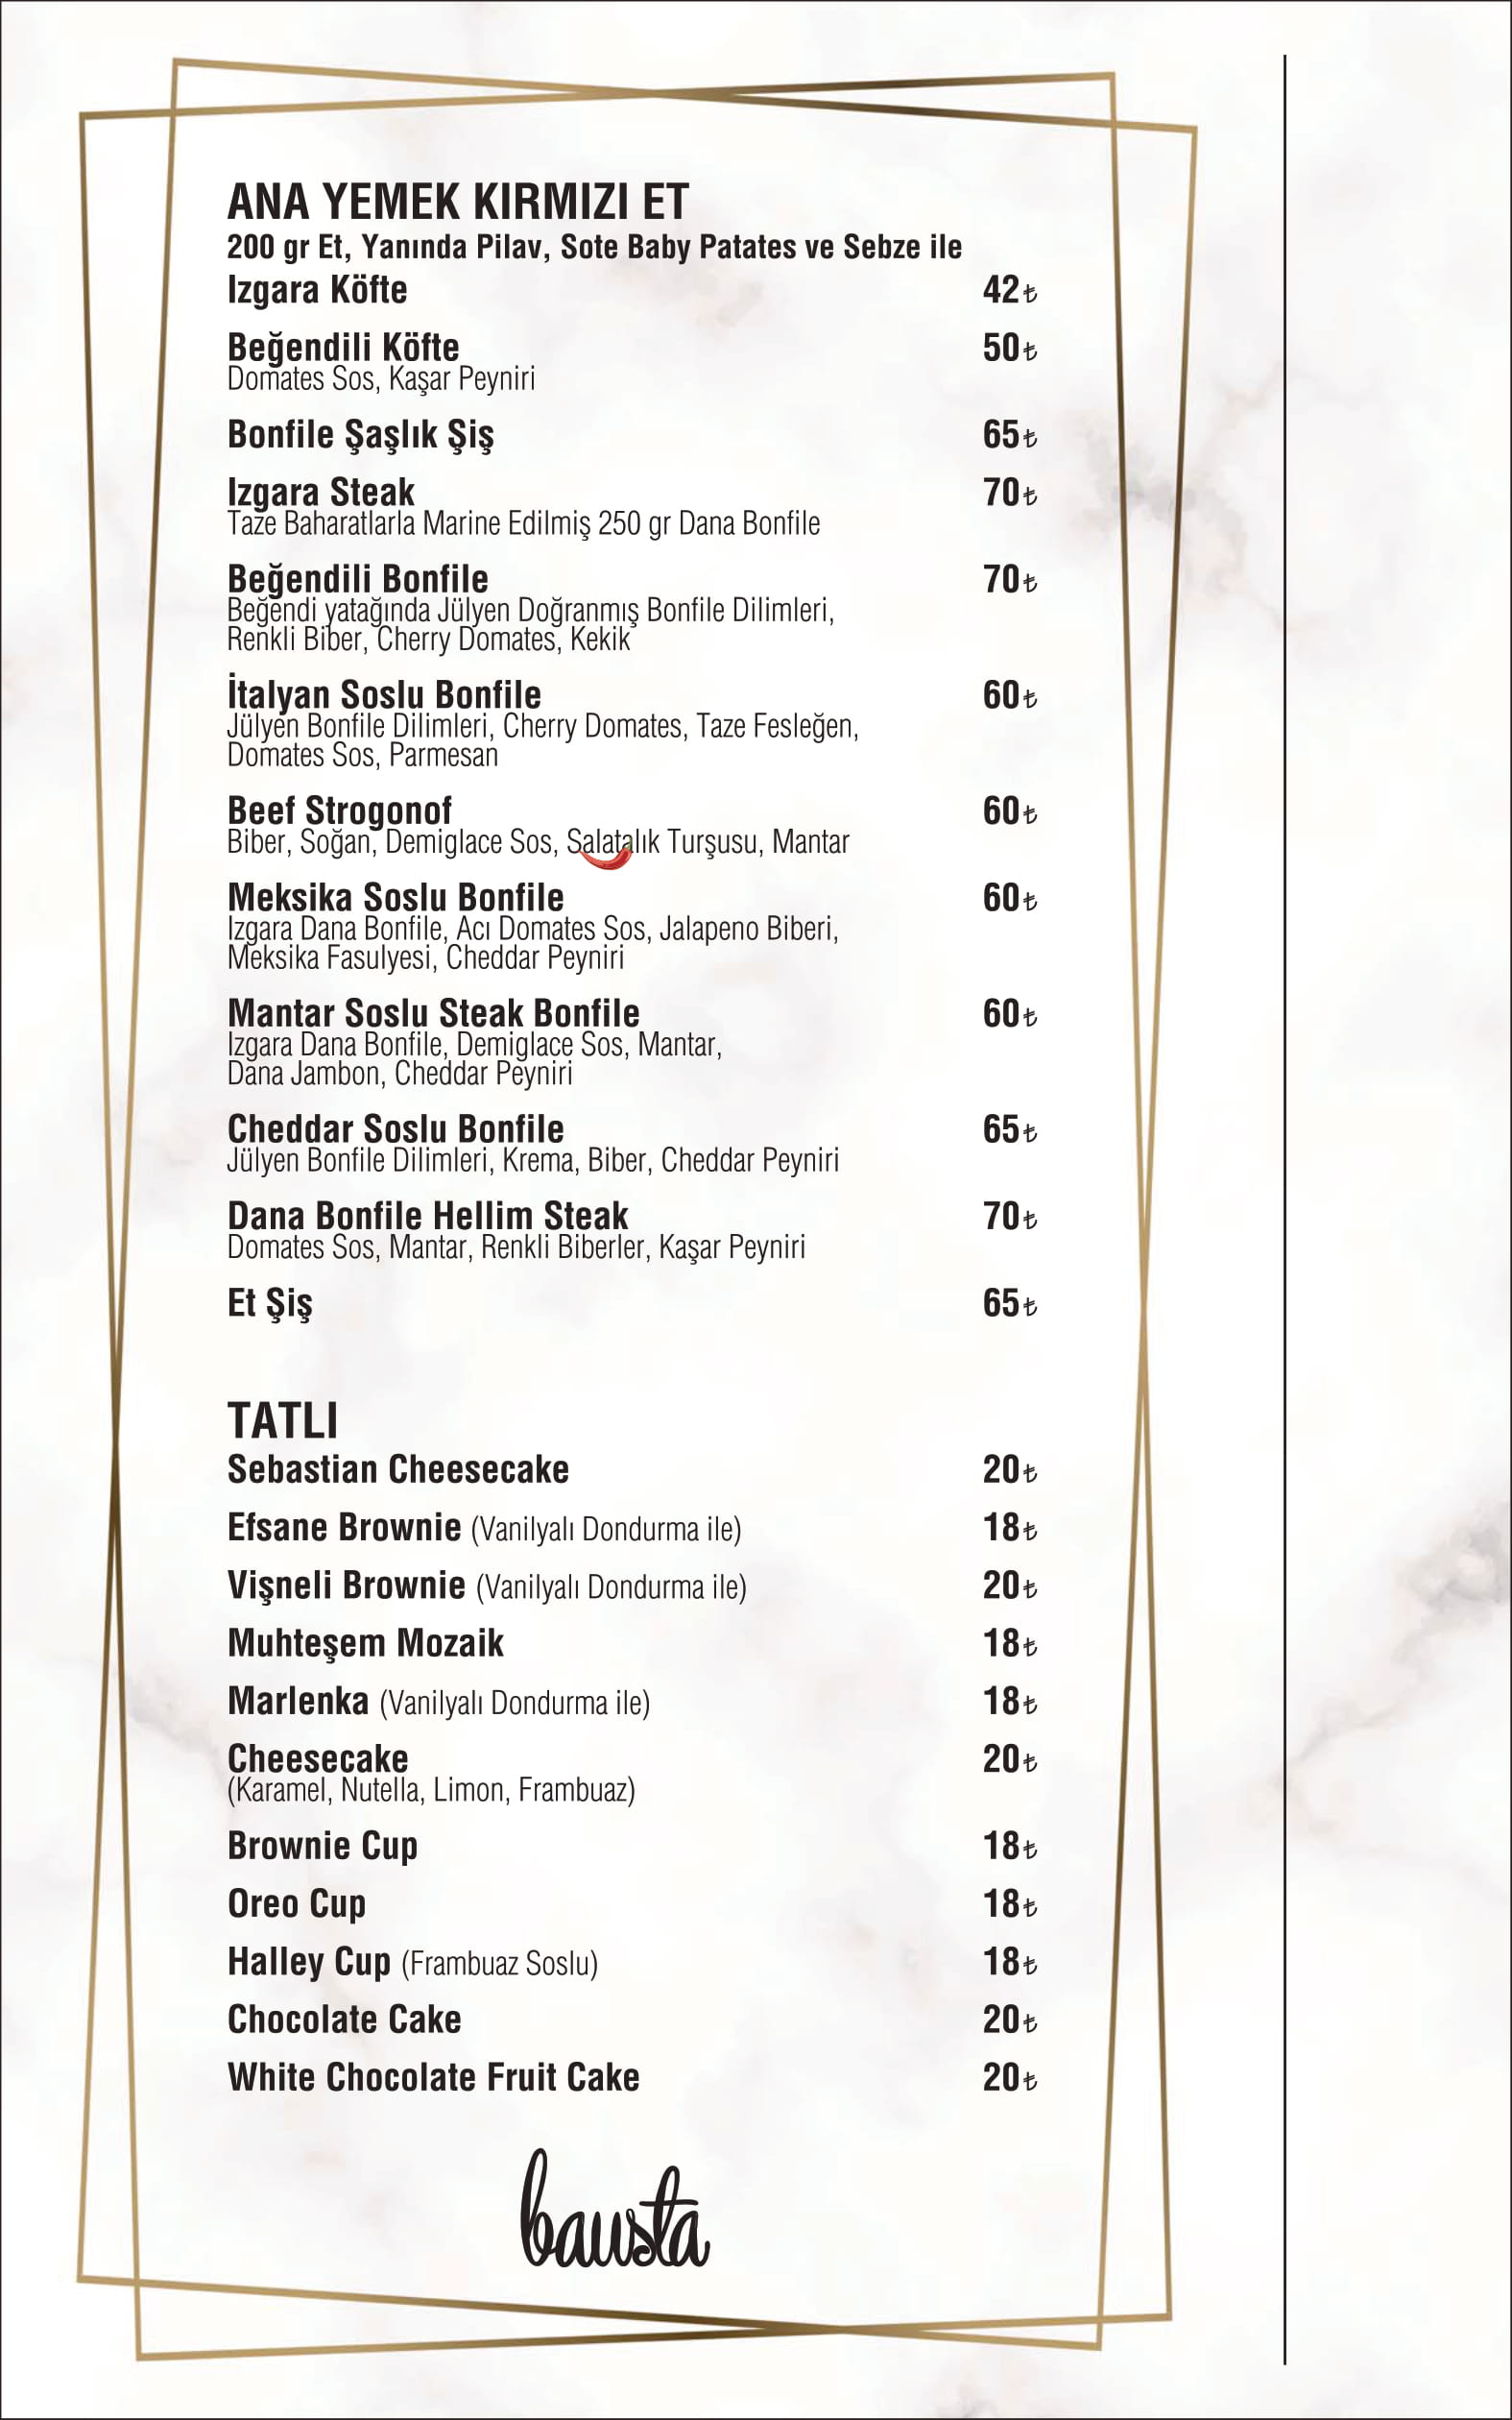 ANA YEMEK KIRMIZI ET
200 gr Et, Yanında Pilav, Sote Baby Patates ve Sebze ile
Izgara Köfte 42₺
Beğendili Köfte 50₺
Domates Sos, Kaşar Peyniri
Bonfile Şaşlık Şiş 65₺
Izgara Steak 70₺
Taze Baharatlarla Marine Edilmiş 250 gr Dana Bonfile
Beğendili Bonfile 70₺
Beğendi yatağında Jülyen Doğranmış Bonfile Dilimleri,
Renkli Biber, Cherry Domates, Kekik
İtalyan Soslu Bonfile 60₺
Jülyen Bonfile Dilimleri, Cherry Domates, Taze Fesleğen,
Domates Sos, Parmesan
Beef Strogonof 60₺
Biber, Soğan, Demiglace Sos, Salatalık Turşusu, Mantar
Meksika Soslu Bonfile 60₺
Izgara Dana Bonfile, Acı Domates Sos, Jalapeno Biberi,
Meksika Fasulyesi, Cheddar Peyniri
Mantar Soslu Steak Bonfile 60₺
Izgara Dana Bonfile, Demiglace Sos, Mantar,
Dana Jambon, Cheddar Peyniri
Cheddar Soslu Bonfile 65₺
Jülyen Bonfile Dilimleri, Krema, Biber, Cheddar Peyniri
Dana Bonfile Hellim Steak 70₺
Domates Sos, Mantar, Renkli Biberler, Kaşar Peyniri
Et Şiş 65₺
TATLI
Sebastian Cheesecake 20₺
Efsane Brownie (Vanilyalı Dondurma ile) 18₺
Vişneli Brownie (Vanilyalı Dondurma ile) 20₺
Muhteşem Mozaik 18₺
Marlenka (Vanilyalı Dondurma ile) 18₺
Cheesecake 20₺
(Karamel, Nutella, Limon, Frambuaz)
Brownie Cup 18₺
Oreo Cup 18₺
Halley Cup (Frambuaz Soslu) 18₺
Chocolate Cake 20₺
White Chocolate Fruit Cake 20₺
bausta